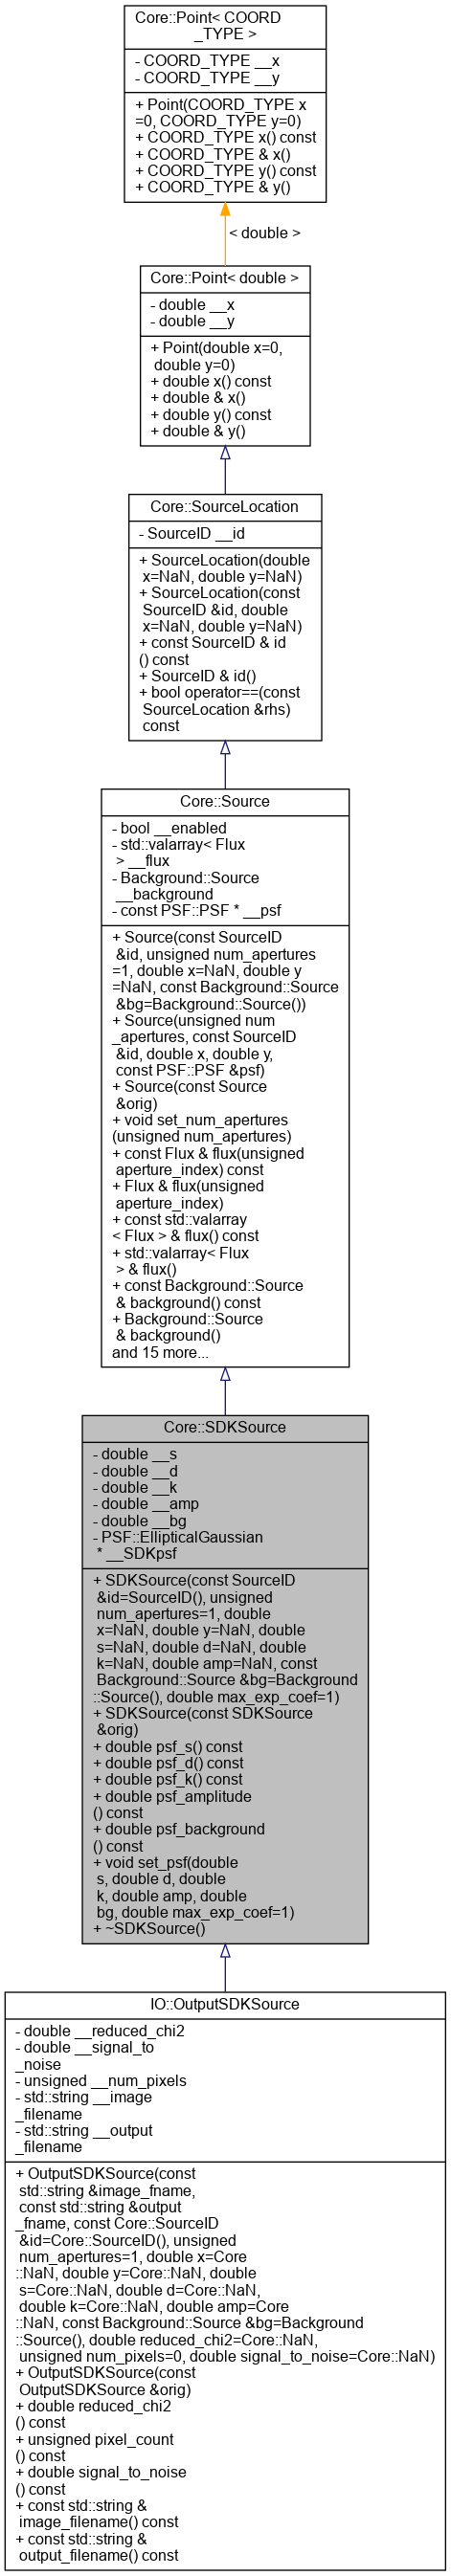 Core::Point< COORD
_TYPE >
- COORD_TYPE __x
- COORD_TYPE __y
+ Point(COORD_TYPE x
=0, COORD_TYPE y=0)
+ COORD_TYPE x() const
+ COORD_TYPE & x()
+ COORD_TYPE y() const
+ COORD_TYPE & y()
< double >
Core::Point< double >
- double __x
- double __y
+ Point(double x=0,
double y=0)
+ double x() const
+ double & x()
+ double y() const
+ double & y()
Core::SourceLocation
- SourceID __id
+ SourceLocation(double
x=NaN, double y=NaN)
+ SourceLocation(const
SourceID &id, double
x=NaN, double y=NaN)
+ const SourceID & id
() const
+ SourceID & id()
+ bool operator==(const
SourceLocation &rhs)
const
Core::Source
- bool __enabled
- std::valarray< Flux
> __flux
- Background::Source
__background
- const PSF::PSF * __psf
+ Source(const SourceID
&id, unsigned num_apertures
=1, double x=NaN, double y
=NaN, const Background::Source
&bg=Background::Source())
+ Source(unsigned num
_apertures, const SourceID
&id, double x, double y,
const PSF::PSF &psf)
+ Source(const Source
&orig)
+ void set_num_apertures
(unsigned num_apertures)
+ const Flux & flux(unsigned
aperture_index) const
+ Flux & flux(unsigned
aperture_index)
+ const std::valarray
< Flux > & flux() const
+ std::valarray< Flux
> & flux()
+ const Background::Source
& background() const
+ Background::Source
& background()
and 15 more...
Core::SDKSource
- double __s
- double __d
- double __k
- double __amp
- double __bg
- PSF::EllipticalGaussian
* __SDKpsf
+ SDKSource(const SourceID
&id=SourceID(), unsigned
num_apertures=1, double
x=NaN, double y=NaN, double
s=NaN, double d=NaN, double
k=NaN, double amp=NaN, const
Background::Source &bg=Background
::Source(), double max_exp_coef=1)
+ SDKSource(const SDKSource
&orig)
+ double psf_s() const
+ double psf_d() const
+ double psf_k() const
+ double psf_amplitude
() const
+ double psf_background
() const
+ void set_psf(double
s, double d, double
k, double amp, double
bg, double max_exp_coef=1)
+ ~SDKSource()
IO::OutputSDKSource
- double __reduced_chi2
- double __signal_to
_noise
- unsigned __num_pixels
- std::string __image
_filename
- std::string __output
_filename
+ OutputSDKSource(const
std::string &image_fname,
const std::string &output
_fname, const Core::SourceID
&id=Core::SourceID(), unsigned
num_apertures=1, double x=Core
::NaN, double y=Core::NaN, double
s=Core::NaN, double d=Core::NaN,
double k=Core::NaN, double amp=Core
::NaN, const Background::Source &bg=Background
::Source(), double reduced_chi2=Core::NaN,
unsigned num_pixels=0, double signal_to_noise=Core::NaN)
+ OutputSDKSource(const
OutputSDKSource &orig)
+ double reduced_chi2
() const
+ unsigned pixel_count
() const
+ double signal_to_noise
() const
+ const std::string &
image_filename() const
+ const std::string &
output_filename() const